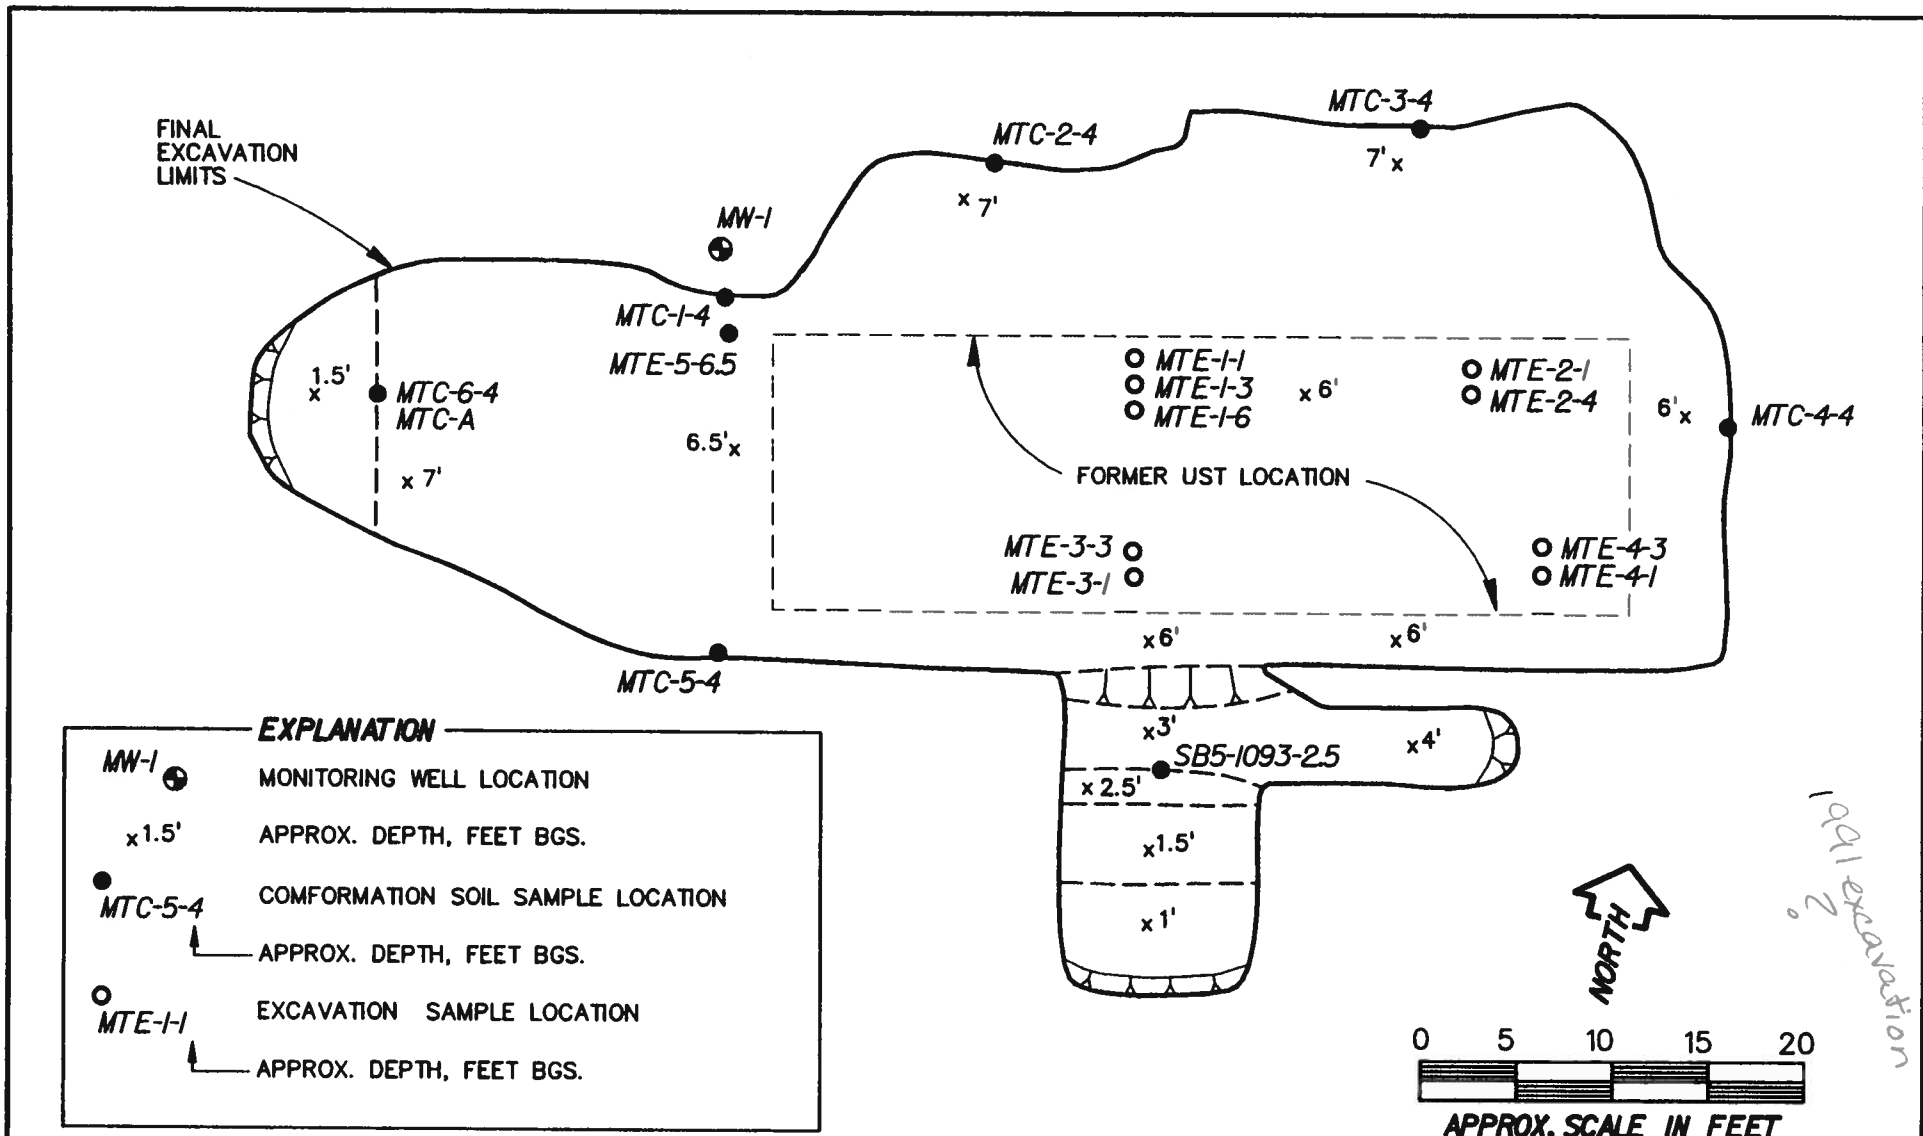 FINAL
EXCAVATION
LIMITS
MTC-3-4
7'
MTC-2-4
7'
MW-1
MTC-1-4
MTE-5-6.5
1.5'
MTC-6-4
MTC-A
7'
6.5'
MTE-1-1
MTE-1-3
MTE-1-6
6'
MTE-2-1
MTE-2-4
6'
MTC-4-4
FORMER UST LOCATION
MTE-3-3
MTE-3-1
MTE-4-3
MTE-4-1
6'
6'
MTC-5-4
3'
4'
SB5-1093-2.5
2.5'
1.5'
1'
EXPLANATION
MW-1
MONITORING WELL LOCATION
x1.5'
APPROX. DEPTH, FEET BGS.
COMFORMATION SOIL SAMPLE LOCATION
MTC-5-4
APPROX. DEPTH, FEET BGS.
EXCAVATION SAMPLE LOCATION
MTE-1-1
APPROX. DEPTH, FEET BGS.
NORTH
0 5 10 15 20
APPROX. SCALE IN FEET
1991 excavation
?